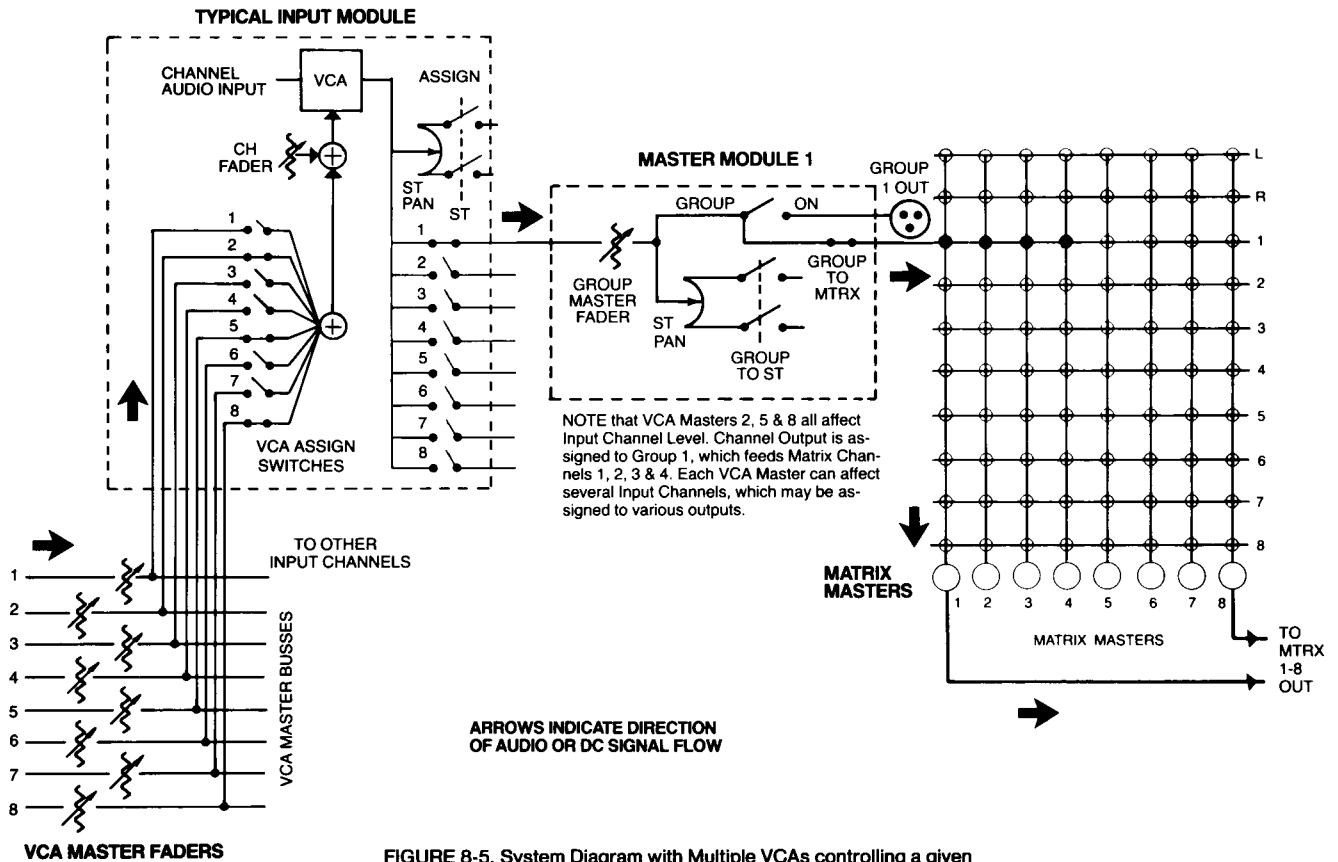 TYPICAL INPUT MODULE
CHANNEL
AUDIO INPUT
VCA
ASSIGN
CH
FADER
ST
PAN
ST
1
2
3
4
5
6
7
8
VCA ASSIGN
SWITCHES
1
2
3
4
5
6
7
8
MASTER MODULE 1
GROUP
ON
GROUP
MASTER
FADER
ST
PAN
GROUP
TO
MTRX
GROUP
TO ST
GROUP
1 OUT
L
R
1
2
3
4
5
6
7
8
NOTE that VCA Masters 2, 5 & 8 all affect
Input Channel Level. Channel Output is as-
signed to Group 1, which feeds Matrix Chan-
nels 1, 2, 3 & 4. Each VCA Master can affect
several Input Channels, which may be as-
signed to various outputs.
MATRIX
MASTERS
1 2 3 4 5 6 7 8
MATRIX MASTERS
TO
MTRX
1-8
OUT
TO OTHER
INPUT CHANNELS
1
2
3
4
5
6
7
8
VCA MASTER BUSSES
VCA MASTER FADERS
ARROWS INDICATE DIRECTION
OF AUDIO OR DC SIGNAL FLOW
FIGURE 8-5. System Diagram with Multiple VCAs controlling a given